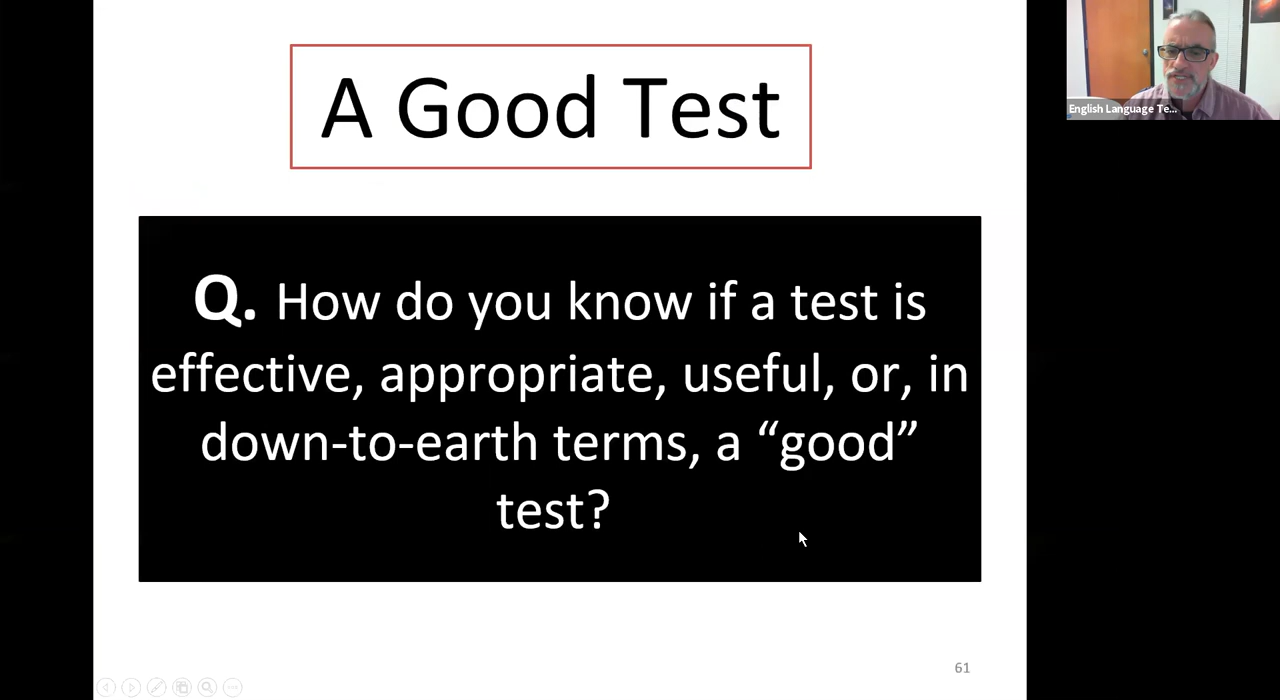 A Good Test
English Language Te...
Q. How do you know if a test is
effective, appropriate, useful, or, in
down-to-earth terms, a “good”
test?
61